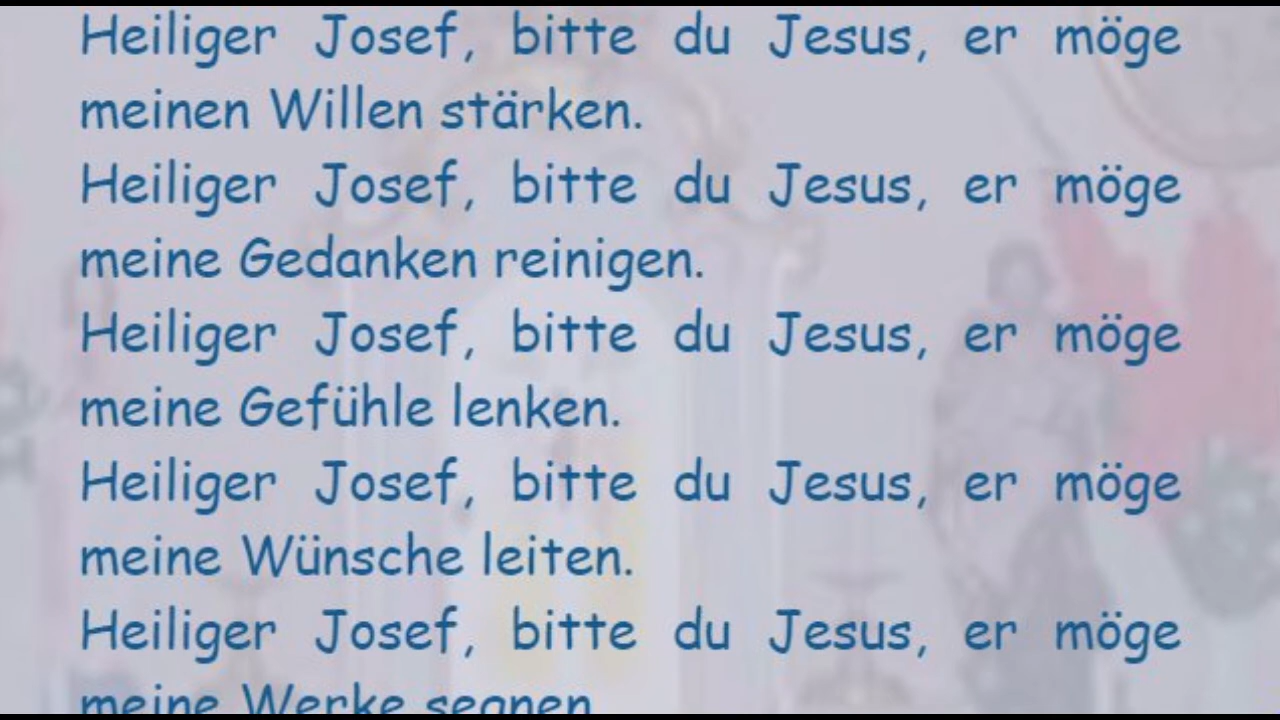 Heiliger Josef, bitte du Jesus, er möge
meinen Willen stärken.
Heiliger Josef, bitte du Jesus, er möge
meine Gedanken reinigen.
Heiliger Josef, bitte du Jesus, er möge
meine Gefühle lenken.
Heiliger Josef, bitte du Jesus, er möge
meine Wünsche leiten.
Heiliger Josef, bitte du Jesus, er möge
meine Werke segnen